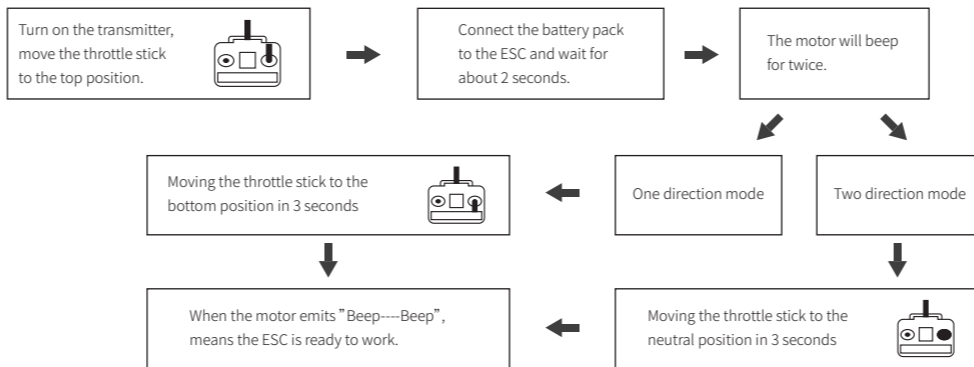 Turn on the transmitter,
move the throttle stick
to the top position.
Connect the battery pack
to the ESC and wait for
about 2 seconds.
The motor will beep
for twice.
Moving the throttle stick to the
bottom position in 3 seconds
One direction mode
Two direction mode
When the motor emits "Beep----Beep",
means the ESC is ready to work.
Moving the throttle stick to the
neutral position in 3 seconds